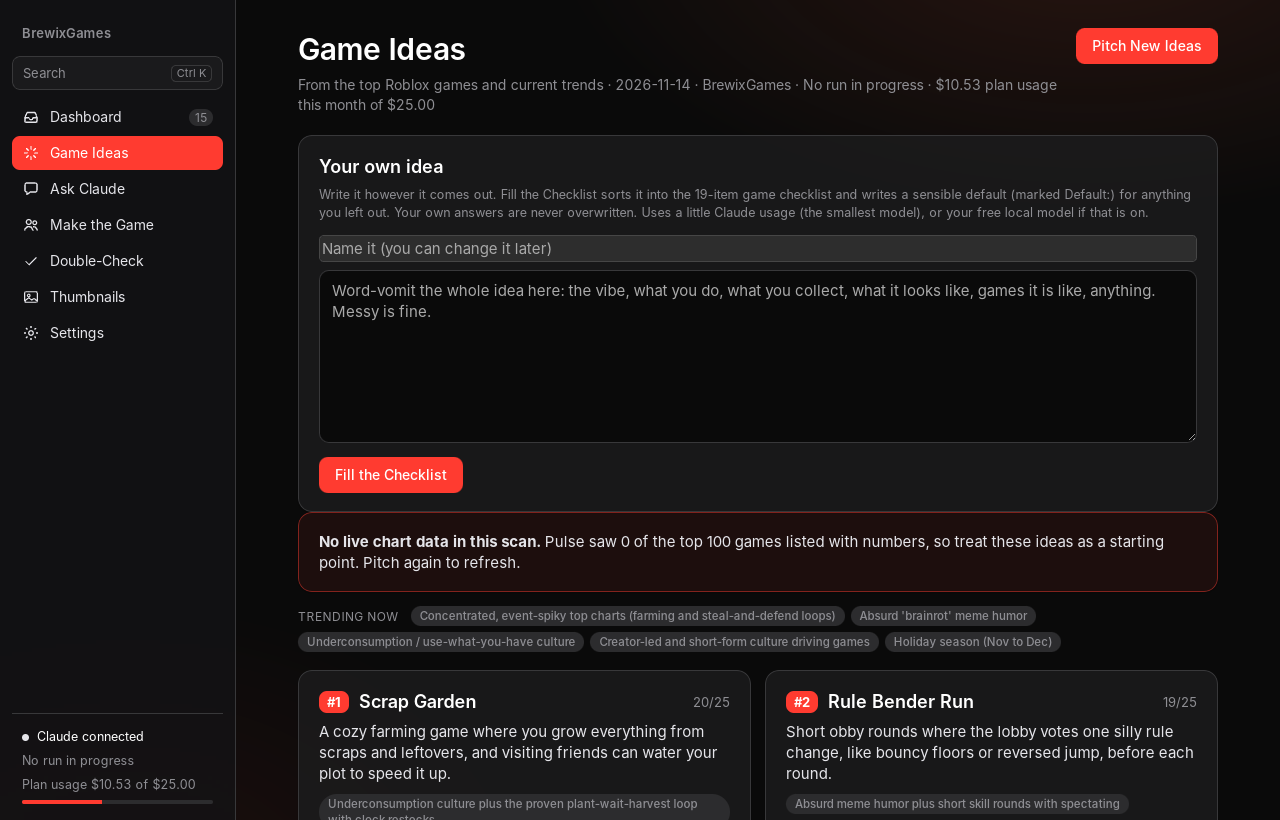 BrewixGames
Search
Ctrl K
Dashboard
15
Game Ideas
Ask Claude
Make the Game
Double-Check
Thumbnails
Settings
Claude connected
No run in progress
Plan usage $10.53 of $25.00
Game Ideas
Pitch New Ideas
From the top Roblox games and current trends · 2026-11-14 · BrewixGames · No run in progress · $10.53 plan usage
this month of $25.00
Your own idea
Write it however it comes out. Fill the Checklist sorts it into the 19-item game checklist and writes a sensible default (marked Default:) for anything
you left out. Your own answers are never overwritten. Uses a little Claude usage (the smallest model), or your free local model if that is on.
Name it (you can change it later)
Word-vomit the whole idea here: the vibe, what you do, what you collect, what it looks like, games it is like, anything.
Messy is fine.
Fill the Checklist
No live chart data in this scan. Pulse saw 0 of the top 100 games listed with numbers, so treat these ideas as a starting
point. Pitch again to refresh.
TRENDING NOW
Concentrated, event-spiky top charts (farming and steal-and-defend loops)
Absurd 'brainrot' meme humor
Underconsumption / use-what-you-have culture
Creator-led and short-form culture driving games
Holiday season (Nov to Dec)
#1 Scrap Garden 20/25
A cozy farming game where you grow everything from
scraps and leftovers, and visiting friends can water your
plot to speed it up.
Underconsumption culture plus the proven plant-wait-harvest loop
with clock restocks
#2 Rule Bender Run 19/25
Short obby rounds where the lobby votes one silly rule
change, like bouncy floors or reversed jump, before each
round.
Absurd meme humor plus short skill rounds with spectating